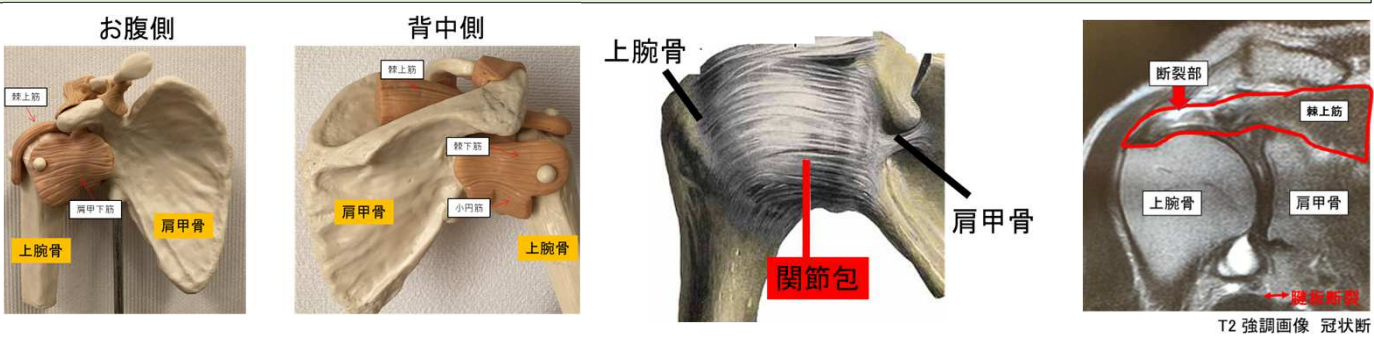 お腹側
棘上筋
肩甲下筋
肩甲骨
上腕骨
背中側
棘上筋
棘下筋
小円筋
肩甲骨
上腕骨
上腕骨
肩甲骨
関節包
断裂部
棘上筋
上腕骨
肩甲骨
腱板断裂
T2 強調画像 冠状断